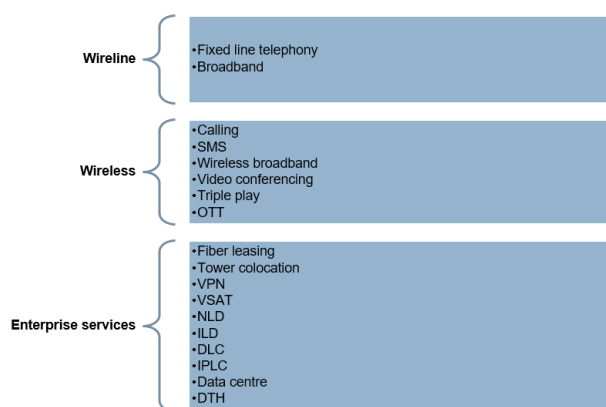 Wireline
•Fixed line telephony
•Broadband
Wireless
•Calling
•SMS
•Wireless broadband
•Video conferencing
•Triple play
•OTT
Enterprise services
•Fiber leasing
•Tower colocation
•VPN
•VSAT
•NLD
•ILD
•DLC
•IPLC
•Data centre
•DTH